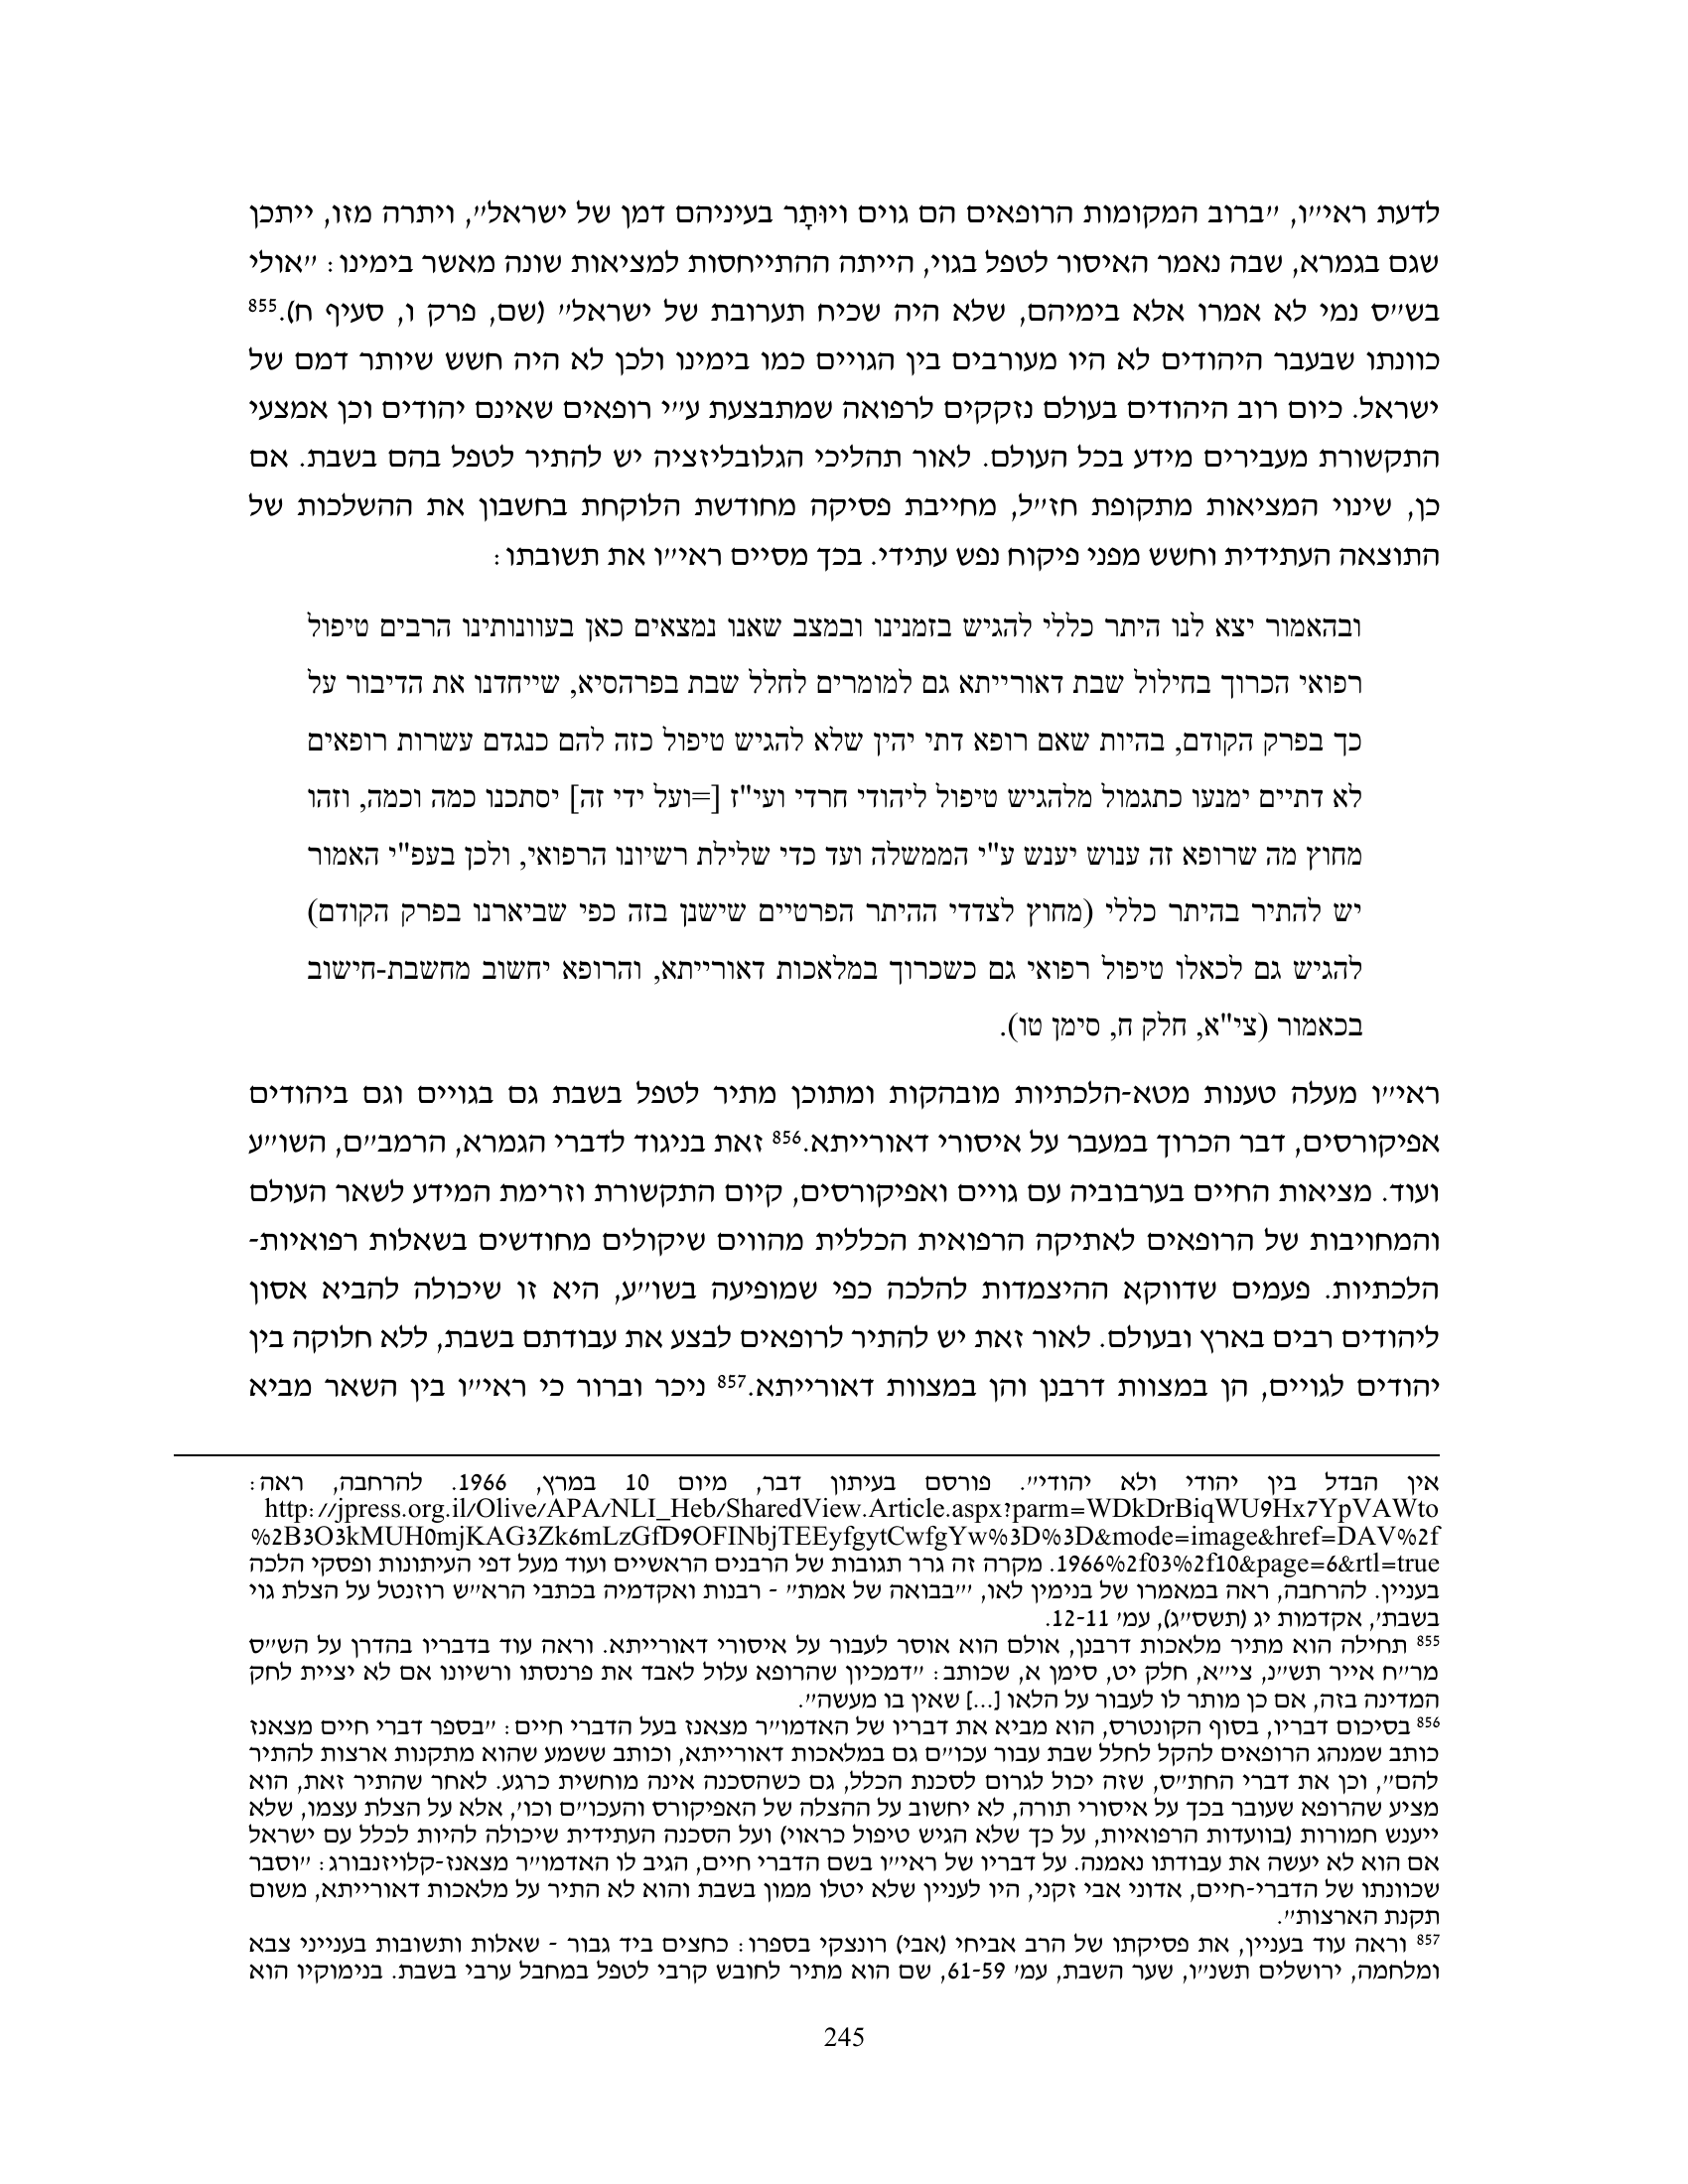 לדעת ראי״ו, ״ברוב המקומות הרופאים הם גוים ויוּתָר בעיניהם דמן של ישראל״, ויתרה מזו, ייתכן
שגם בגמרא, שבה נאמר האיסור לטפל בגוי, הייתה ההתייחסות למציאות שונה מאשר בימינו: ״אולי
בש״ס נמי לא אמרו אלא בימיהם, שלא היה שכיח תערובת של ישראל״ (שם, פרק ו, סעיף ח).855
כוונתו שבעבר היהודים לא היו מעורבים בין הגויים כמו בימינו ולכן לא היה חשש שיותר דמם של
ישראל. כיום רוב היהודים בעולם נזקקים לרפואה שמתבצעת ע״י רופאים שאינם יהודים וכן אמצעי
התקשורת מעבירים מידע בכל העולם. לאור תהליכי הגלובליזציה יש להתיר לטפל בהם בשבת. אם
כן, שינוי המציאות מתקופת חז״ל, מחייבת פסיקה מחודשת הלוקחת בחשבון את ההשלכות של
התוצאה העתידית וחשש מפני פיקוח נפש עתידי. בכך מסיים ראי״ו את תשובתו:
ובהאמור יצא לנו היתר כללי להגיש בזמנינו ובמצב שאנו נמצאים כאן בעוונותינו הרבים טיפול
רפואי הכרוך בחילול שבת דאורייתא גם למומרים לחלל שבת בפרהסיא, שייחדנו את הדיבור על
כך בפרק הקודם, בהיות שאם רופא דתי יהין שלא להגיש טיפול כזה להם כנגדם עשרות רופאים
לא דתיים ימנעו כתגמול מלהגיש טיפול ליהודי חרדי ועי"ז [=ועל ידי זה] יסתכנו כמה וכמה, וזהו
מחוץ מה שרופא זה ענוש יענש ע"י הממשלה ועד כדי שלילת רשיונו הרפואי, ולכן בעפ"י האמור
יש להתיר בהיתר כללי (מחוץ לצדדי ההיתר הפרטיים שישנן בזה כפי שביארנו בפרק הקודם)
להגיש גם לכאלו טיפול רפואי גם כשכרוך במלאכות דאורייתא, והרופא יחשוב מחשבת-חישוב
בכאמור (צי"א, חלק ח, סימן טו).
ראי״ו מעלה טענות מטא-הלכתיות מובהקות ומתוכן מתיר לטפל בשבת גם בגויים וגם ביהודים
אפיקורסים, דבר הכרוך במעבר על איסורי דאורייתא.856 זאת בניגוד לדברי הגמרא, הרמב״ם, השו״ע
ועוד. מציאות החיים בערבוביה עם גויים ואפיקורסים, קיום התקשורת וזרימת המידע לשאר העולם
והמחויבות של הרופאים לאתיקה הרפואית הכללית מהווים שיקולים מחודשים בשאלות רפואיות-
הלכתיות. פעמים שדווקא ההיצמדות להלכה כפי שמופיעה בשו״ע, היא זו שיכולה להביא אסון
ליהודים רבים בארץ ובעולם. לאור זאת יש להתיר לרופאים לבצע את עבודתם בשבת, ללא חלוקה בין
יהודים לגויים, הן במצוות דרבנן והן במצוות דאורייתא.857 ניכר וברור כי ראי״ו בין השאר מביא
אין הבדל בין יהודי ולא יהודי״. פורסם בעיתון דבר, מיום 10 במרץ, 1966. להרחבה, ראה:
http://jpress.org.il/Olive/APA/NLI_Heb/SharedView.Article.aspx?parm=WDkDrBiqWU9Hx7YpVAWto
%2B3O3kMUH0mjKAG3Zk6mLzGfD9OFINbjTEEyfgytCwfgYw%3D%3D&mode=image&href=DAV%2f
1966%2f03%2f10&page=6&rtl=true. מקרה זה גרר תגובות של הרבנים הראשיים ועוד מעל דפי העיתונות ופסקי הלכה
בעניין. להרחבה, ראה במאמרו של בנימין לאו, ׳״בבואה של אמת״ - רבנות ואקדמיה בכתבי הרא״ש רוזנטל על הצלת גוי
בשבת׳, אקדמות יג (תשס״ג), עמ׳ 12-11.
855 תחילה הוא מתיר מלאכות דרבנן, אולם הוא אוסר לעבור על איסורי דאורייתא. וראה עוד בדבריו בהדרן על הש״ס
מר״ח אייר תש״נ, צי״א, חלק יט, סימן א, שכותב: ״דמכיון שהרופא עלול לאבד את פרנסתו ורשיונו אם לא יציית לחק
המדינה בזה, אם כן מותר לו לעבור על הלאו [...] שאין בו מעשה״.
856 בסיכום דבריו, בסוף הקונטרס, הוא מביא את דבריו של האדמו״ר מצאנז בעל הדברי חיים: ״בספר דברי חיים מצאנז
כותב שמנהג הרופאים להקל לחלל שבת עבור עכו״ם גם במלאכות דאורייתא, וכותב ששמע שהוא מתקנות ארצות להתיר
להם״, וכן את דברי החת״ס, שזה יכול לגרום לסכנת הכלל, גם כשהסכנה אינה מוחשית כרגע. לאחר שהתיר זאת, הוא
מציע שהרופא שעובר בכך על איסורי תורה, לא יחשוב על ההצלה של האפיקורס והעכו״ם וכו׳, אלא על הצלת עצמו, שלא
ייענש חמורות (בוועדות הרפואיות, על כך שלא הגיש טיפול כראוי) ועל הסכנה העתידית שיכולה להיות לכלל עם ישראל
אם הוא לא יעשה את עבודתו נאמנה. על דבריו של ראי״ו בשם הדברי חיים, הגיב לו האדמו״ר מצאנז-קלויזנבורג: ״וסבר
שכוונתו של הדברי-חיים, אדוני אבי זקני, היו לעניין שלא יטלו ממון בשבת והוא לא התיר על מלאכות דאורייתא, משום
תקנת הארצות״.
857 וראה עוד בעניין, את פסיקתו של הרב אביחי (אבי) רונצקי בספרו: כחצים ביד גבור - שאלות ותשובות בענייני צבא
ומלחמה, ירושלים תשנ״ו, שער השבת, עמ׳ 61-59, שם הוא מתיר לחובש קרבי לטפל במחבל ערבי בשבת. בנימוקיו הוא
245